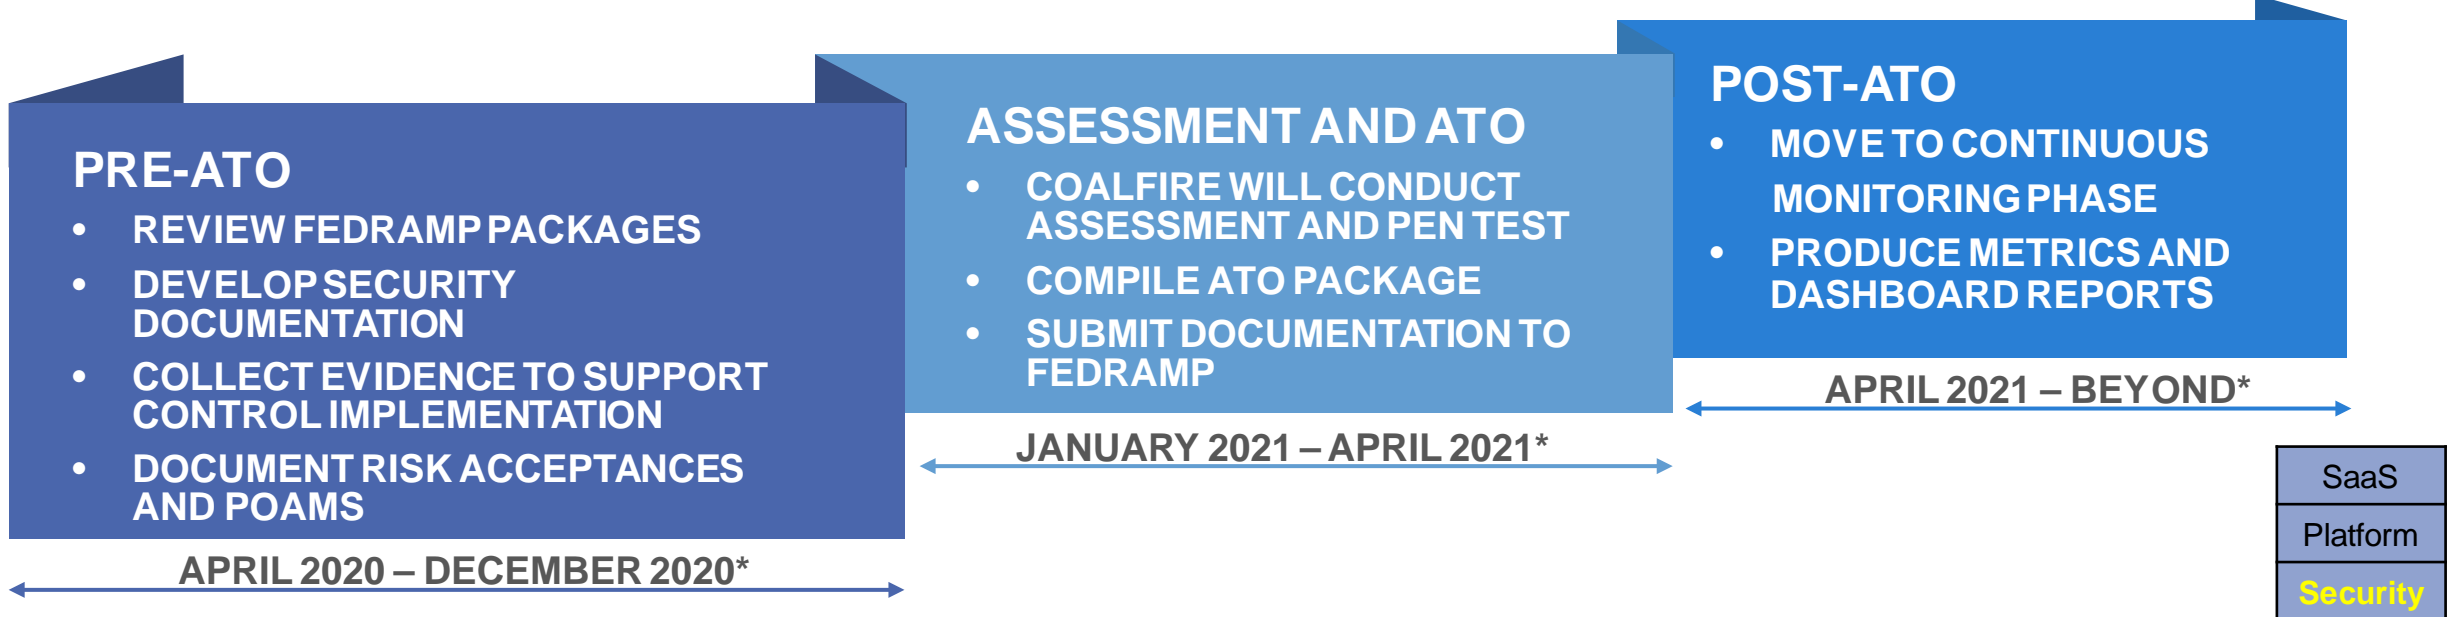 PRE-ATO
• REVIEW FEDRAMP PACKAGES
• DEVELOP SECURITY
DOCUMENTATION
• COLLECT EVIDENCE TO SUPPORT
CONTROL IMPLEMENTATION
• DOCUMENT RISK ACCEPTANCES
AND POAMS
APRIL 2020 – DECEMBER 2020*
ASSESSMENT AND ATO
• COALFIRE WILL CONDUCT
ASSESSMENT AND PEN TEST
• COMPILE ATO PACKAGE
• SUBMIT DOCUMENTATION TO
FEDRAMP
JANUARY 2021 – APRIL 2021*
POST-ATO
• MOVE TO CONTINUOUS
MONITORING PHASE
• PRODUCE METRICS AND
DASHBOARD REPORTS
APRIL 2021 – BEYOND*
SaaS
Platform
Security